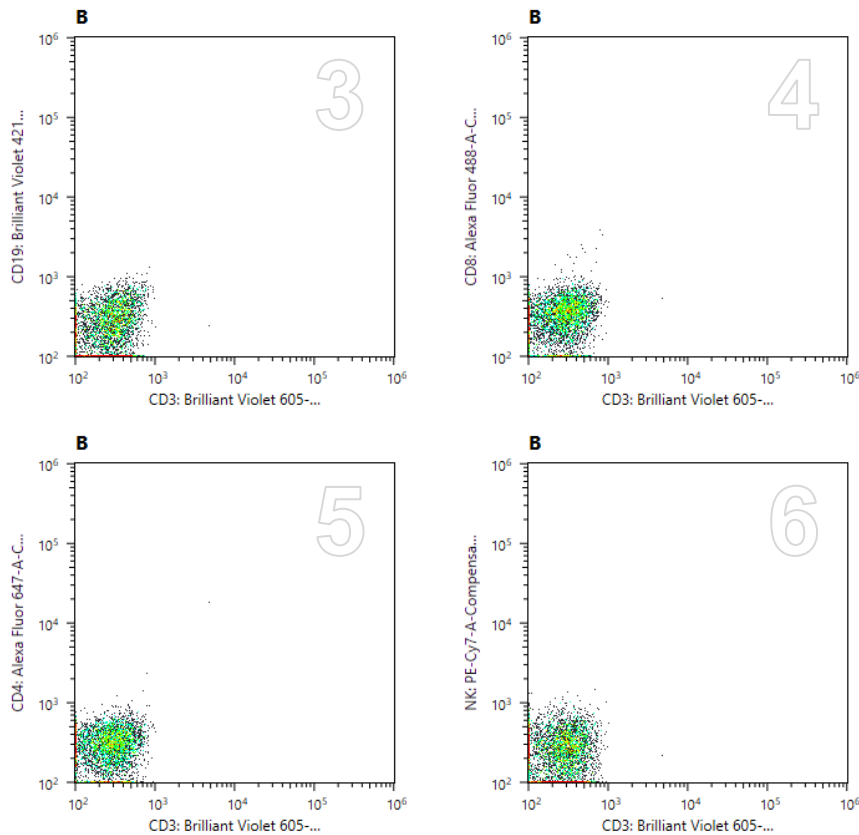 B
B
3
4
CD19: Brilliant Violet 421...
CD8: Alexa Fluor 488-A-C...
10⁶
10⁵
10⁴
10³
10²
10⁶
10⁵
10⁴
10³
10²
10² 10³ 10⁴ 10⁵ 10⁶
10² 10³ 10⁴ 10⁵ 10⁶
CD3: Brilliant Violet 605-...
CD3: Brilliant Violet 605-...
B
B
5
6
CD4: Alexa Fluor 647-A-C...
NK: PE-Cy7-A-Compensa...
10⁶
10⁵
10⁴
10³
10²
10⁶
10⁵
10⁴
10³
10²
10² 10³ 10⁴ 10⁵ 10⁶
10² 10³ 10⁴ 10⁵ 10⁶
CD3: Brilliant Violet 605-...
CD3: Brilliant Violet 605-...